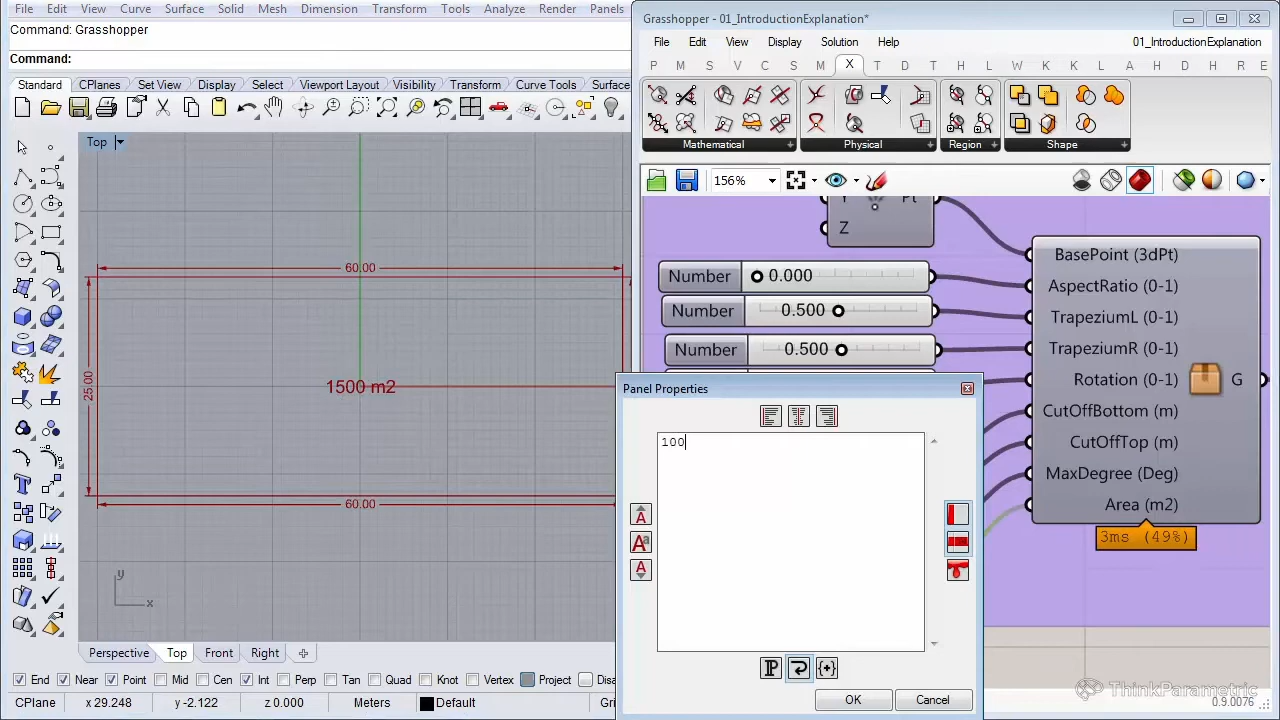 File Edit View Curve Surface Solid Mesh Dimension Transform Tools Analyze Render Panels
Command: Grasshopper
Command:
Standard CPlanes Set View Display Select Viewport Layout Visibility Transform Curve Tools Surface
Top
60.00
25.00
1500 m2
60.00
y
x
Perspective Top Front Right
End Near Point Mid Cen Int Perp Tan Quad Knot Vertex Project Disa
CPlane x 29.248 y -2.122 z 0.000 Meters Default Gri
Grasshopper - 01_IntroductionExplanation*
File Edit View Display Solution Help 01_IntroductionExplanation
P M S V C S M X T D T H L W K K L A H D H R E
Mathematical Physical Region Shape
156%
Y Pt
Z
Number 0.000
Number 0.500
Number 0.500
BasePoint (3dPt)
AspectRatio (0-1)
TrapeziumL (0-1)
TrapeziumR (0-1)
Rotation (0-1) G
CutOffBottom (m)
CutOffTop (m)
MaxDegree (Deg)
Area (m2)
3ms (49%)
Panel Properties
100
OK Cancel
ThinkParametric
0.9.0076